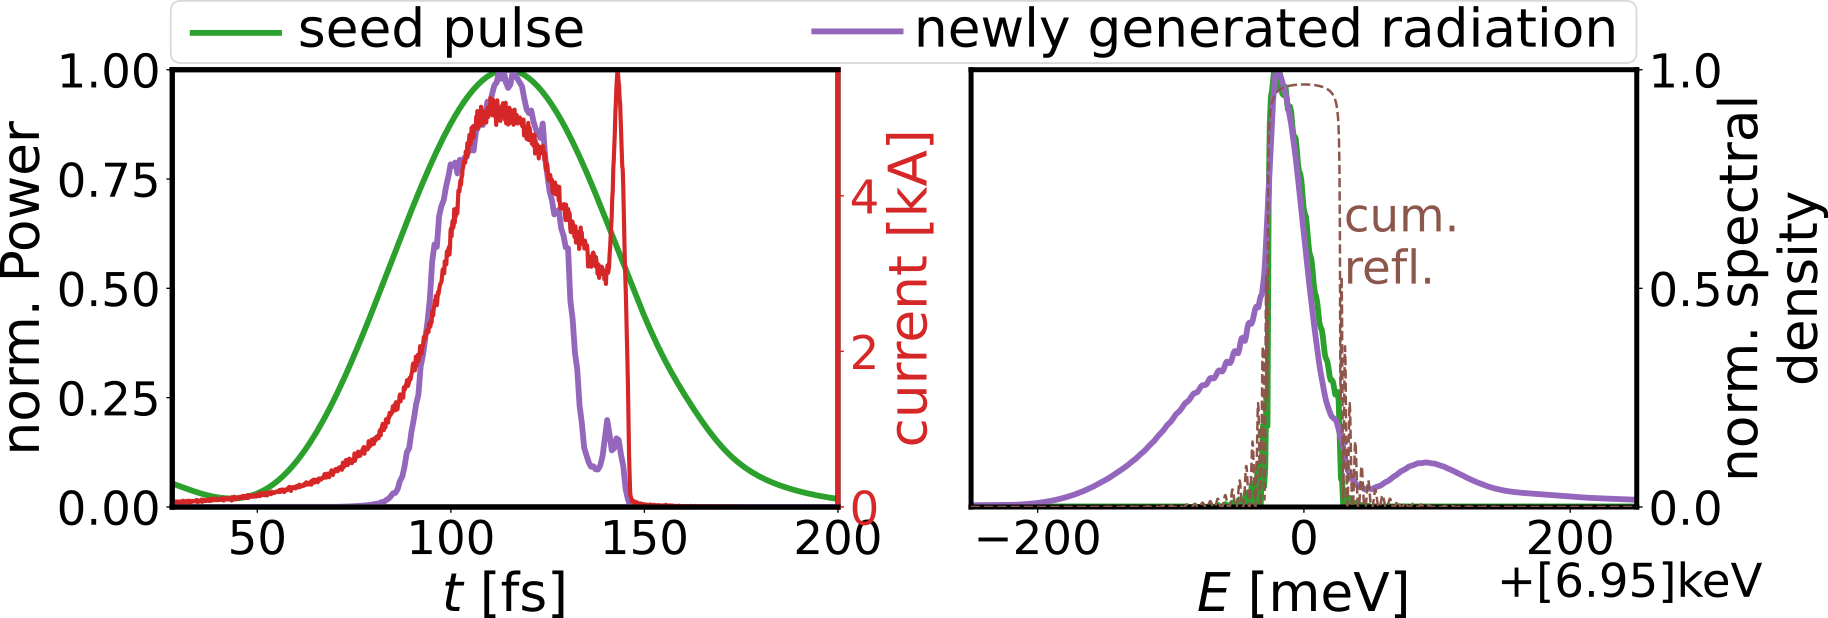 seed pulse
newly generated radiation
norm. Power
1.00
0.75
0.50
0.25
0.00
50
100
150
200
t [fs]
4
2
0
current [kA]
cum.
refl.
−200
0
200
E [meV]
+[6.95]keV
1.0
0.5
0.0
norm. spectral
density